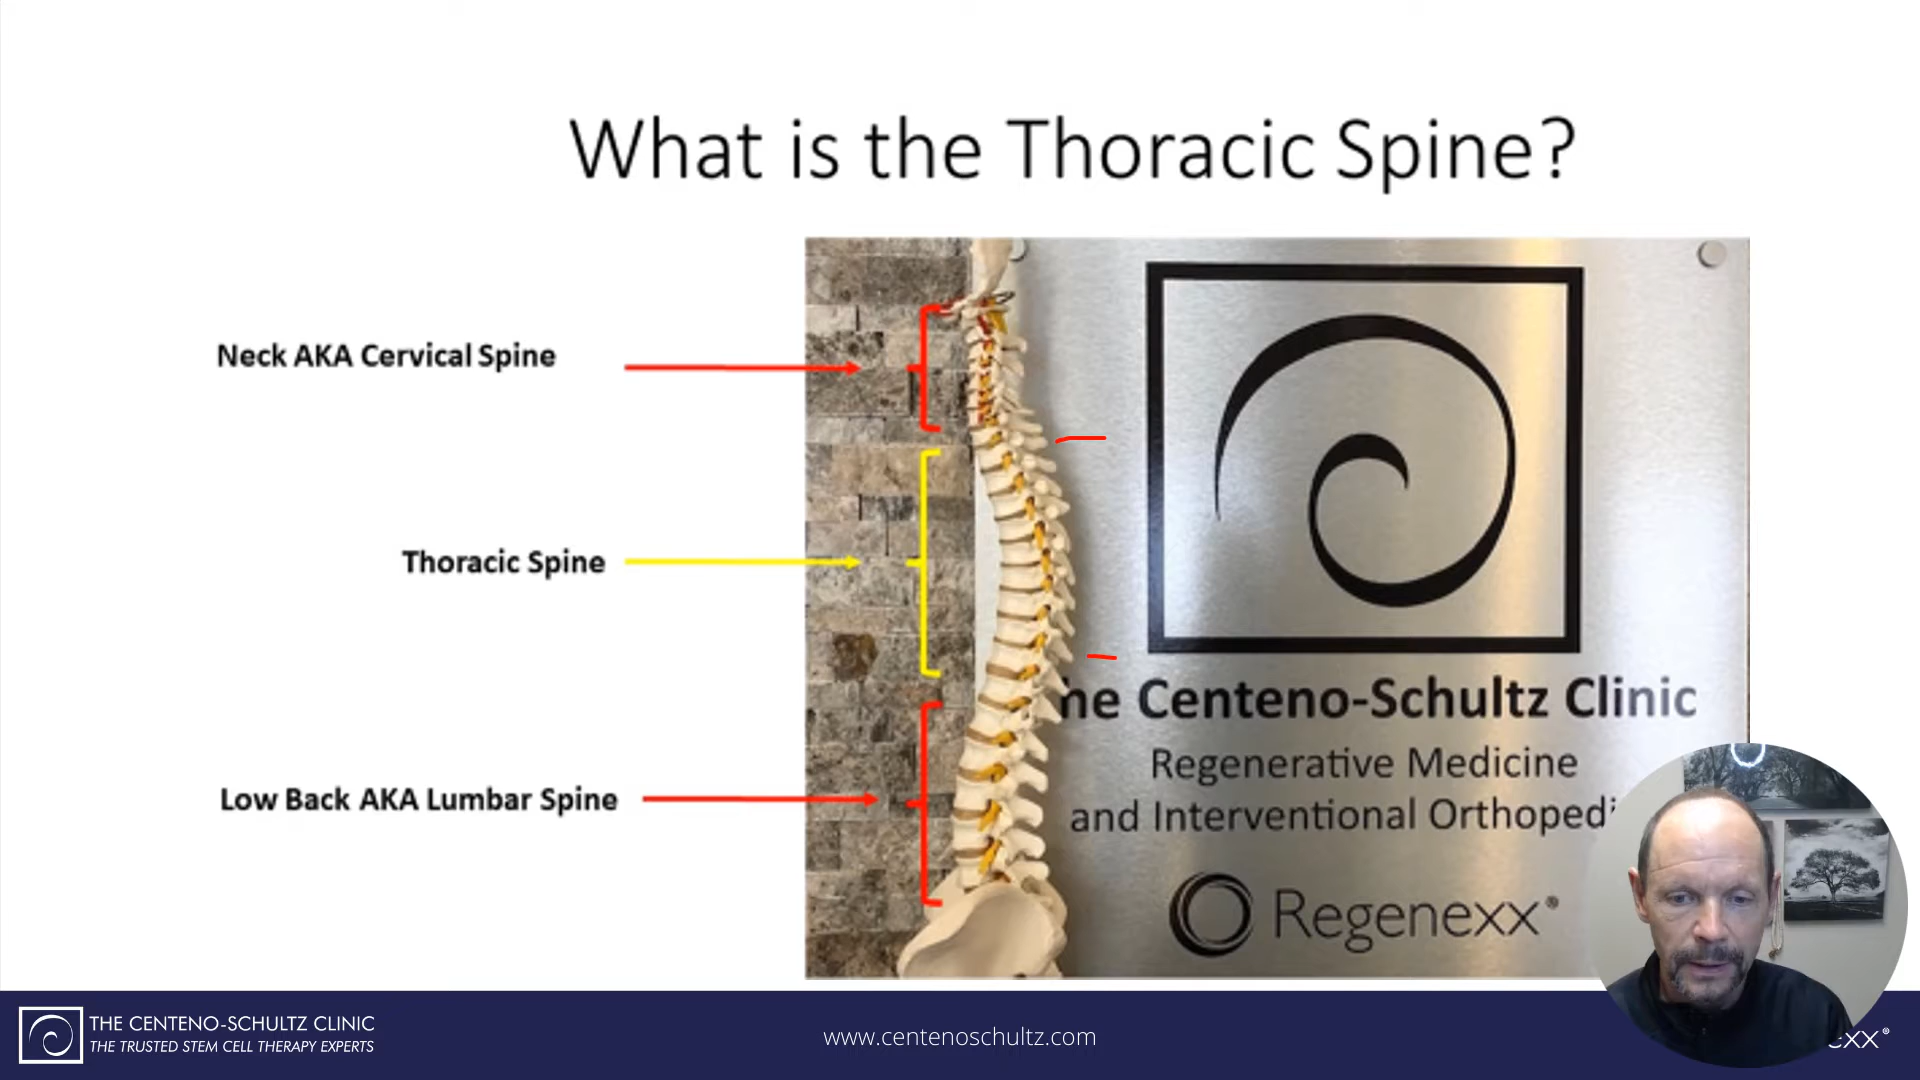 What is the Thoracic Spine?
Neck AKA Cervical Spine
Thoracic Spine
Low Back AKA Lumbar Spine
he Centeno-Schultz Clinic
Regenerative Medicine
and Interventional Orthopedi
Regenexx®
THE CENTENO-SCHULTZ CLINIC
THE TRUSTED STEM CELL THERAPY EXPERTS
www.centenoschultz.com
exx®